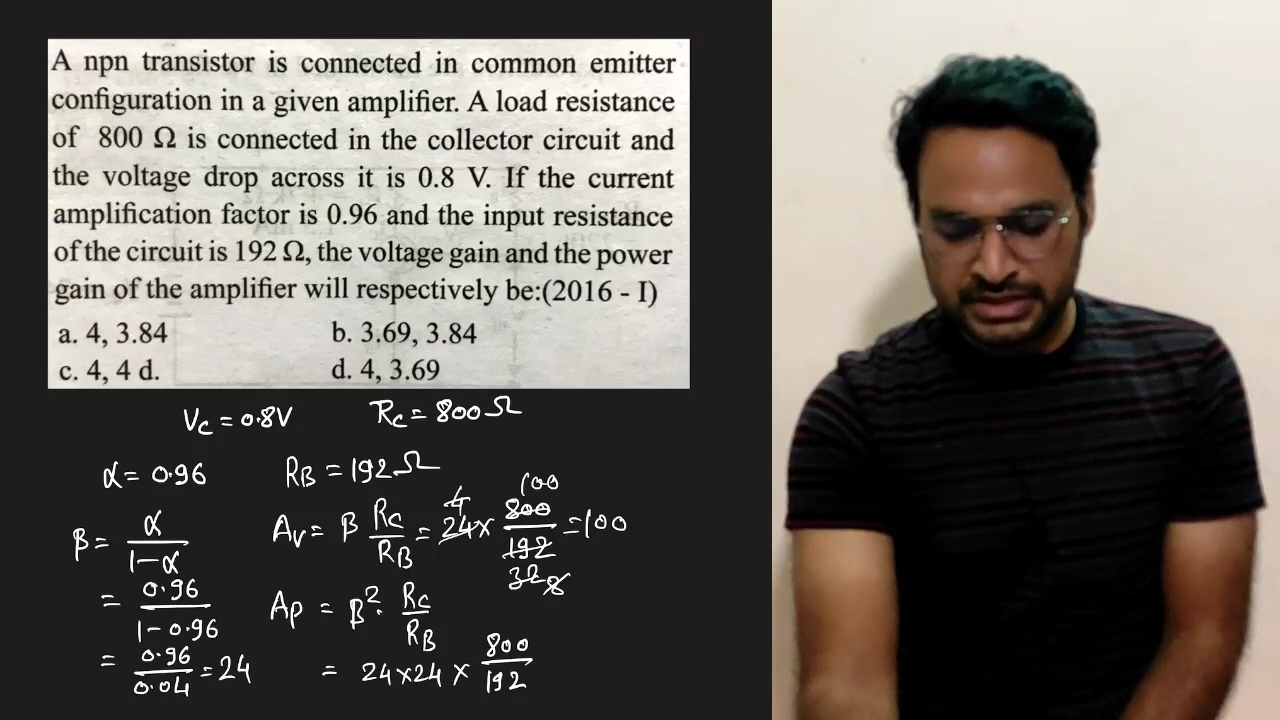 A npn transistor is connected in common emitter
configuration in a given amplifier. A load resistance
of 800 Ω is connected in the collector circuit and
the voltage drop across it is 0.8 V. If the current
amplification factor is 0.96 and the input resistance
of the circuit is 192 Ω, the voltage gain and the power
gain of the amplifier will respectively be:(2016 - I)
a. 4, 3.84 b. 3.69, 3.84
c. 4, 4 d. d. 4, 3.69
Vc = 0.8V Rc = 800 Ω
α = 0.96 RB = 192 Ω
β = α / 1-α
= 0.96 / 1-0.96
= 0.96 / 0.04 = 24
Av = β Rc / RB = 24 4 × 800 100 / 192 32 8 = 100
Ap = β². Rc / RB
= 24×24 × 800 / 192